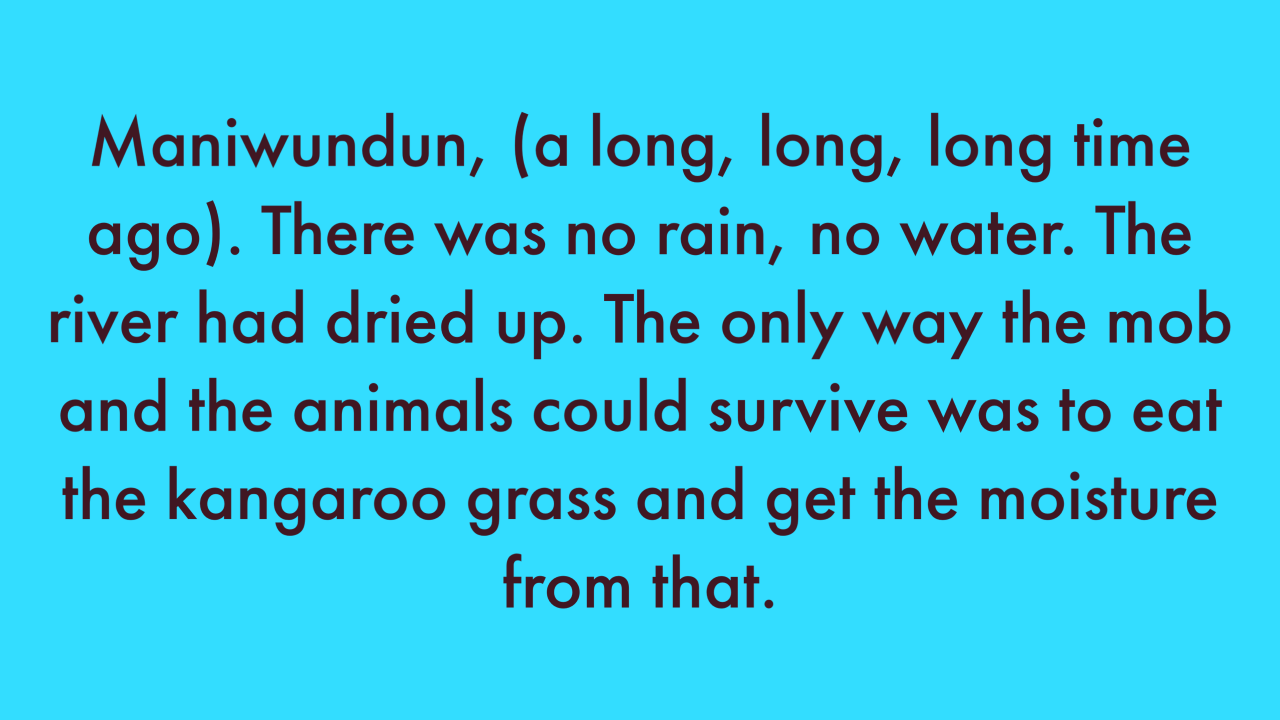 Maniwundun, (a long, long, long time
ago). There was no rain, no water. The
river had dried up. The only way the mob
and the animals could survive was to eat
the kangaroo grass and get the moisture
from that.